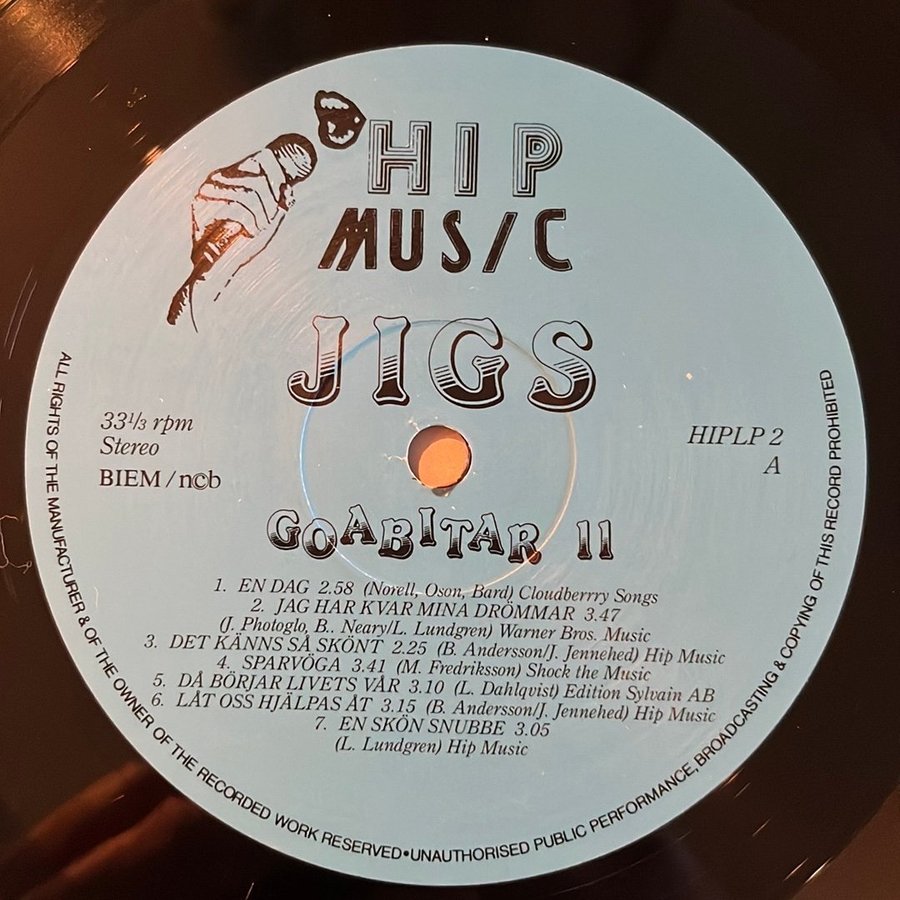 HIP
MUSIC
JIGS
33 1/3 rpm
Stereo
BIEM / n©b
HIPLP 2
A
GOABITAR 11
1. EN DAG 2.58 (Norell, Oson, Bard) Cloudberrry Songs
2. JAG HAR KVAR MINA DRÖMMAR 3.47
(J. Photoglo, B.. Neary/L. Lundgren) Warner Bros. Music
3. DET KÄNNS SÅ SKÖNT 2.25 (B. Andersson/J. Jennehed) Hip Music
4. SPARVÖGA 3.41 (M. Fredriksson) Shock the Music
5. DÅ BÖRJAR LIVETS VÅR 3.10 (L. Dahlqvist) Edition Sylvain AB
6. LÅT OSS HJÄLPAS ÅT 3.15 (B. Andersson/J. Jennehed) Hip Music
7. EN SKÖN SNUBBE 3.05
(L. Lundgren) Hip Music
ALL RIGHTS OF THE MANUFACTURER & OF THE OWNER OF THE RECORDED WORK RESERVED•UNAUTHORISED PUBLIC PERFORMANCE, BROADCASTING & COPYING OF THIS RECORD PROHIBITED